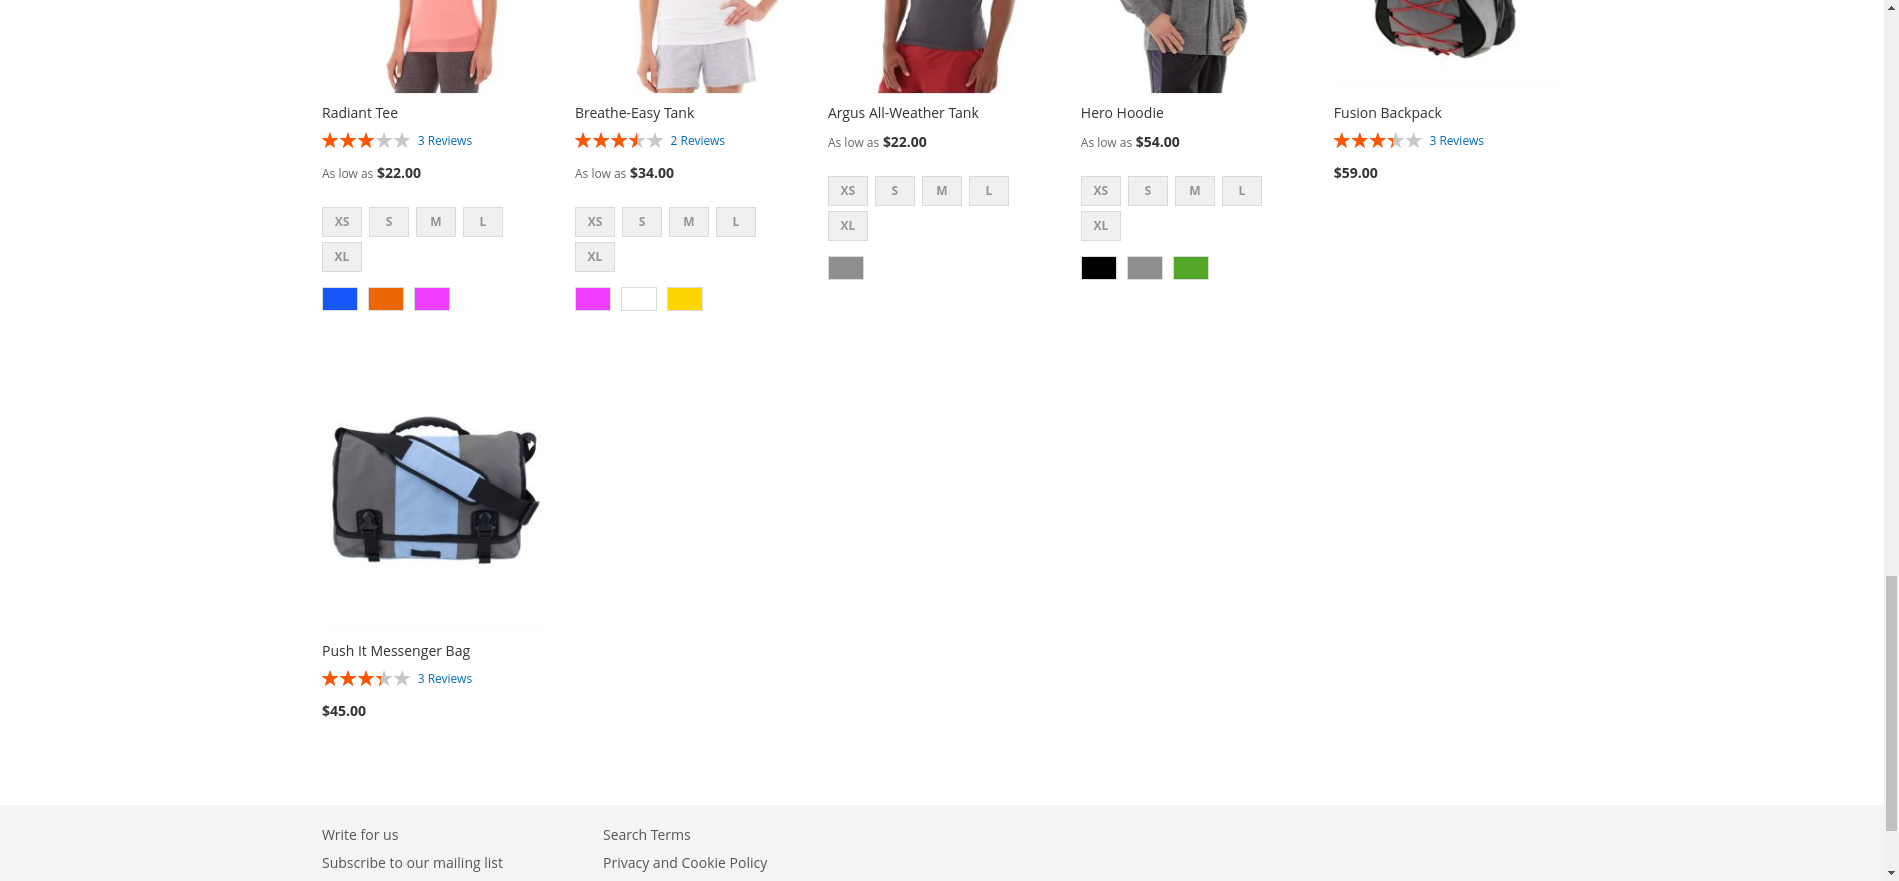 Radiant Tee
3 Reviews
As low as $22.00
XS S M L
XL
Breathe-Easy Tank
2 Reviews
As low as $34.00
XS S M L
XL
Argus All-Weather Tank
As low as $22.00
XS S M L
XL
Hero Hoodie
As low as $54.00
XS S M L
XL
Fusion Backpack
3 Reviews
$59.00
Push It Messenger Bag
3 Reviews
$45.00
Write for us
Subscribe to our mailing list
Search Terms
Privacy and Cookie Policy